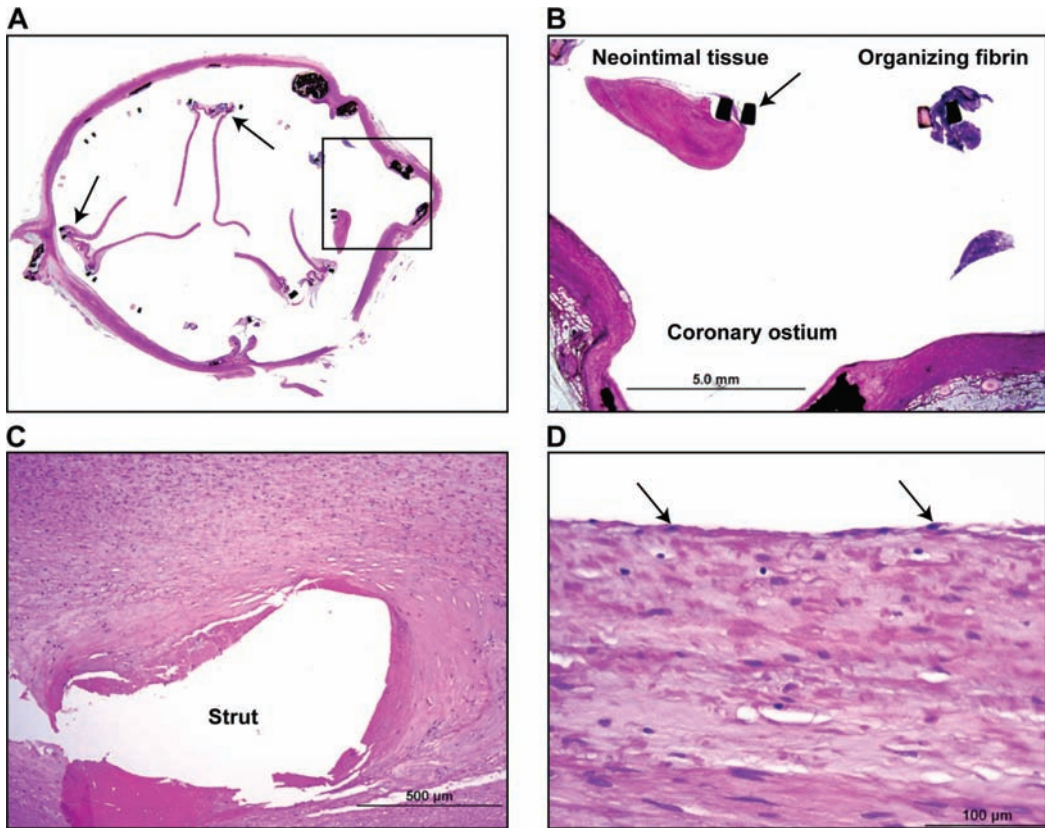 A
B
Neointimal tissue
Organizing fibrin
Coronary ostium
5.0 mm
C
D
Strut
500 µm
100 µm